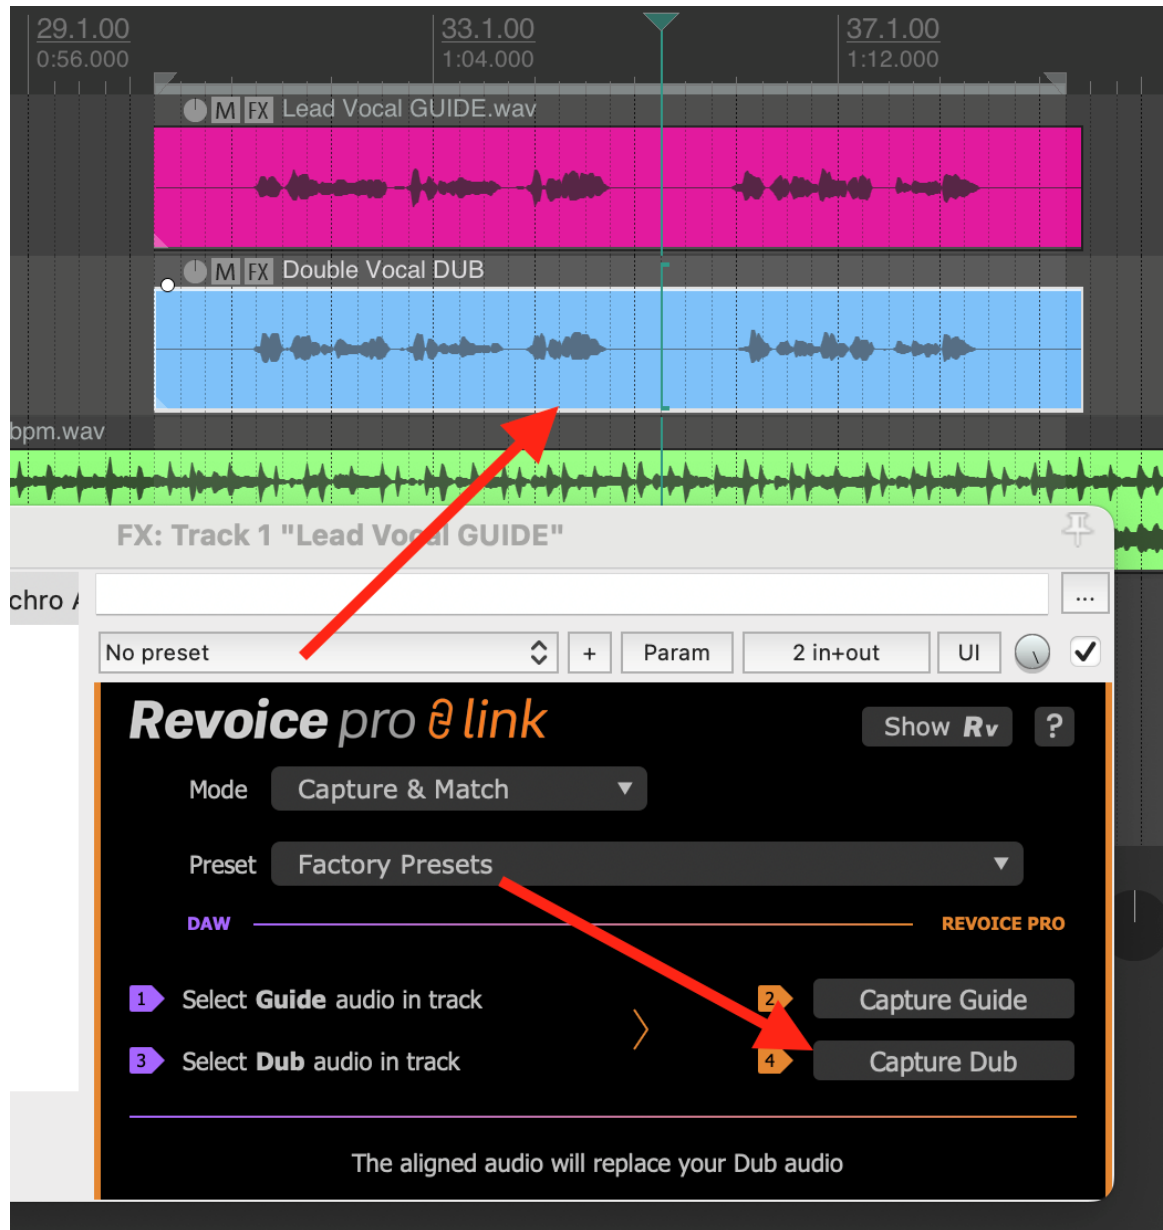 29.1.00 33.1.00 37.1.00
0:56.000 1:04.000 1:12.000
M FX Lead Vocal GUIDE.wav
M FX Double Vocal DUB
bpm.wav
FX: Track 1 "Lead Vocal GUIDE"
chro A
...
No preset + Param 2 in+out UI
Revoice pro link
Show Rv ?
Mode Capture & Match
Preset Factory Presets
DAW REVOICE PRO
1 Select Guide audio in track 2 Capture Guide
3 Select Dub audio in track 4 Capture Dub
The aligned audio will replace your Dub audio